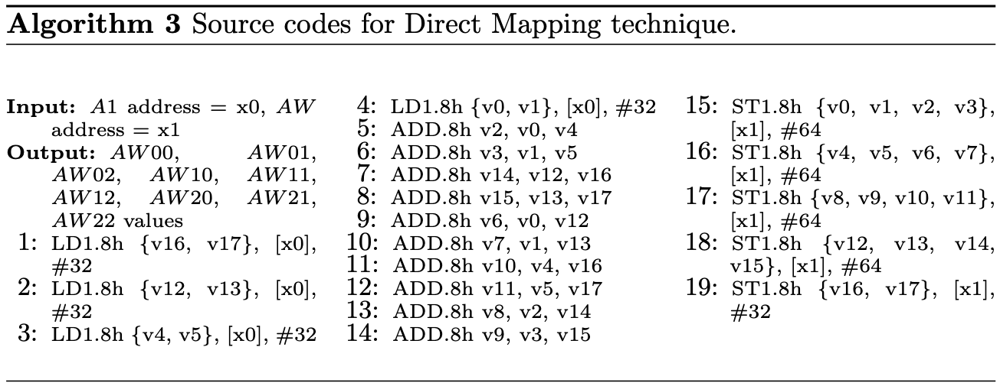 Algorithm 3 Source codes for Direct Mapping technique.
Input: A1 address = x0, AW
address = x1
Output: AW00, AW01,
AW02, AW10, AW11,
AW12, AW20, AW21,
AW22 values
1: LD1.8h {v16, v17}, [x0],
#32
2: LD1.8h {v12, v13}, [x0],
#32
3: LD1.8h {v4, v5}, [x0], #32
4: LD1.8h {v0, v1}, [x0], #32
5: ADD.8h v2, v0, v4
6: ADD.8h v3, v1, v5
7: ADD.8h v14, v12, v16
8: ADD.8h v15, v13, v17
9: ADD.8h v6, v0, v12
10: ADD.8h v7, v1, v13
11: ADD.8h v10, v4, v16
12: ADD.8h v11, v5, v17
13: ADD.8h v8, v2, v14
14: ADD.8h v9, v3, v15
15: ST1.8h {v0, v1, v2, v3},
[x1], #64
16: ST1.8h {v4, v5, v6, v7},
[x1], #64
17: ST1.8h {v8, v9, v10, v11},
[x1], #64
18: ST1.8h {v12, v13, v14,
v15}, [x1], #64
19: ST1.8h {v16, v17}, [x1],
#32